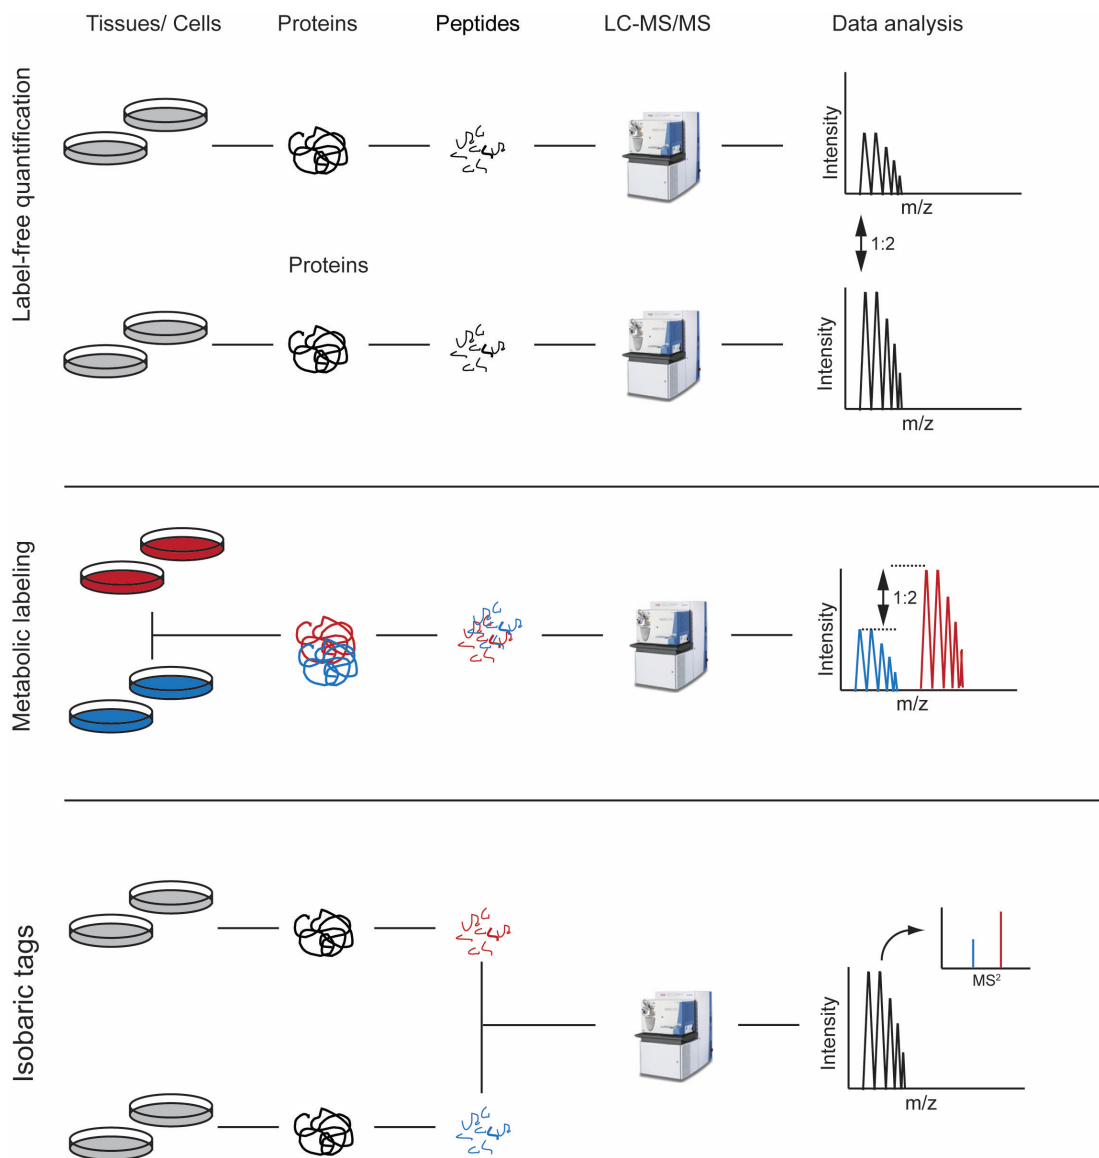 Tissues/ Cells
Proteins
Peptides
LC-MS/MS
Data analysis
Label-free quantification
Intensity
m/z
1:2
Proteins
Intensity
m/z
Metabolic labeling
1:2
Intensity
m/z
Isobaric tags
MS²
Intensity
m/z